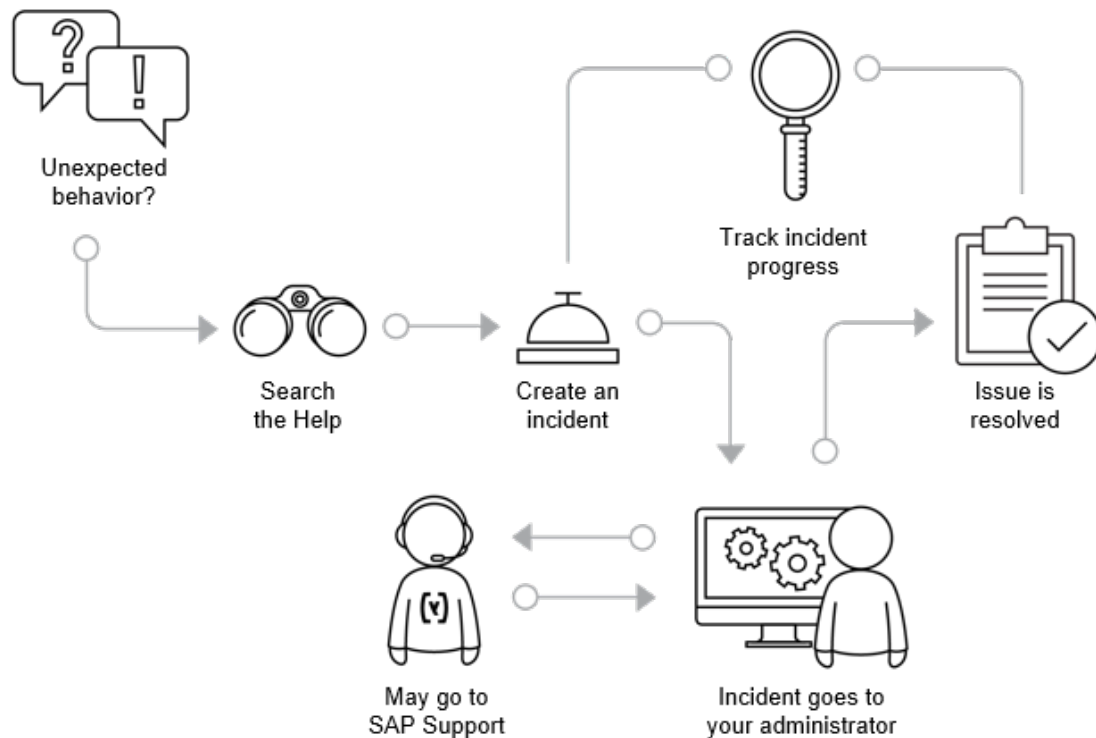 ?
!
Unexpected
behavior?
Track incident
progress
Search
the Help
Create an
incident
Issue is
resolved
May go to
SAP Support
Incident goes to
your administrator